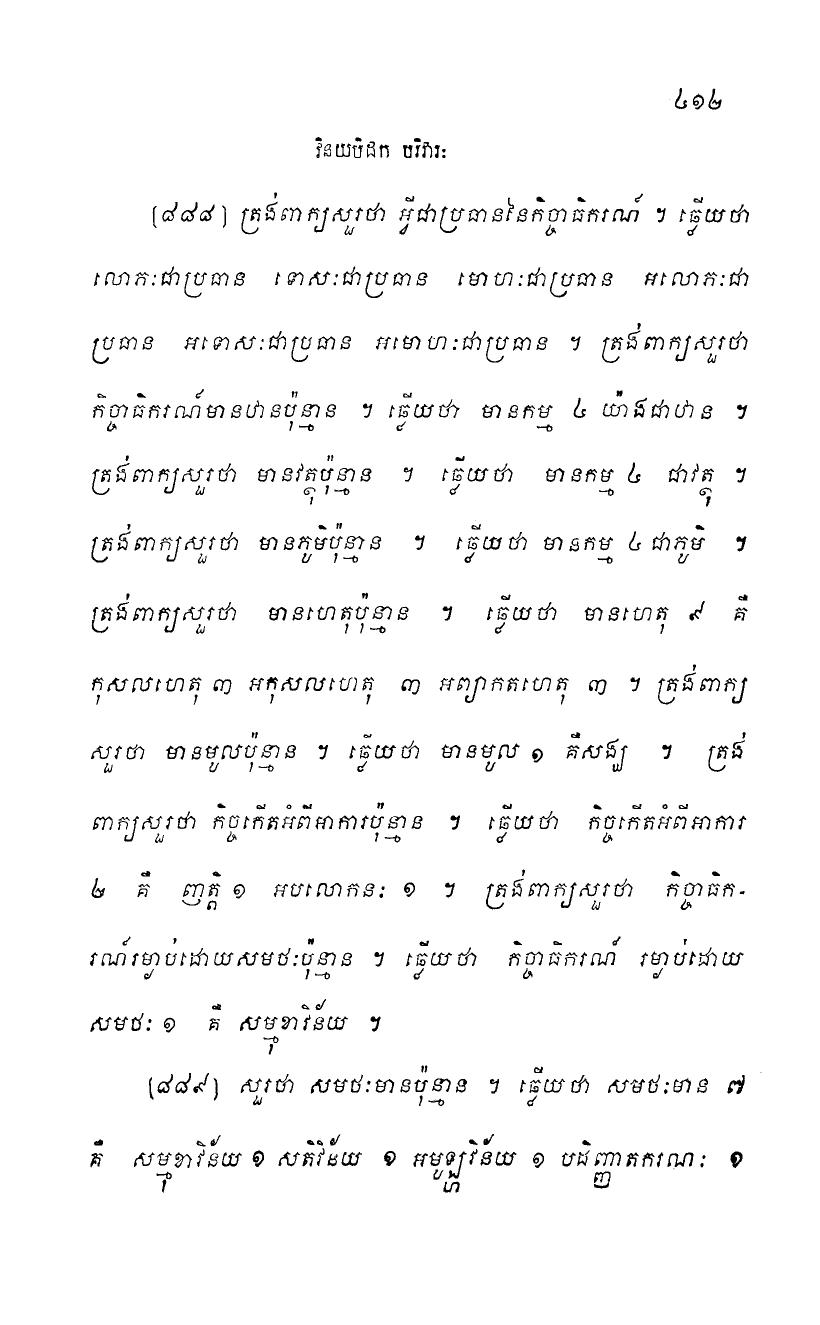 ៤១២
វិនយបិដក បរិវារៈ
(៨៨៨) ត្រង់ពាក្យសួរថា អ្វីជាប្រធាននៃកិច្ចាធិករណ៍ ។ ឆ្លើយថា
លោភៈជាប្រធាន ទោសៈជាប្រធាន មោហៈជាប្រធាន អលោភៈជា
ប្រធាន អទោសៈជាប្រធាន អមោហៈជាប្រធាន ។ ត្រង់ពាក្យសួរថា
កិច្ចាធិករណ៍មានឋានប៉ុន្មាន ។ ឆ្លើយថា មានកម្ម ៤ យ៉ាងជាឋាន ។
ត្រង់ពាក្យសួរថា មានវត្ថុប៉ុន្មាន ។ ឆ្លើយថា មានកម្ម ៤ ជាវត្ថុ ។
ត្រង់ពាក្យសួរថា មានភូមិប៉ុន្មាន ។ ឆ្លើយថា មានកម្ម ៤ ជាភូមិ ។
ត្រង់ពាក្យសួរថា មានហេតុប៉ុន្មាន ។ ឆ្លើយថា មានហេតុ ៩ គឺ
កុសលហេតុ ៣ អកុសលហេតុ ៣ អព្យាកតហេតុ ៣ ។ ត្រង់ពាក្យ
សួរថា មានមូលប៉ុន្មាន ។ ឆ្លើយថា មានមូល ១ គឺសង្ឃ ។ ត្រង់
ពាក្យសួរថា កិច្ចកើតអំពីអាការប៉ុន្មាន ។ ឆ្លើយថា កិច្ចកើតអំពីអាការ
២ គឺ ញត្តិ ១ អបលោកនៈ ១ ។ ត្រង់ពាក្យសួរថា កិច្ចាធិក-
រណ៍រម្ងាប់ដោយសមថៈប៉ុន្មាន ។ ឆ្លើយថា កិច្ចាធិករណ៍ រម្ងាប់ដោយ
សមថៈ ១ គឺ សម្មុខាវិន័យ ។
(៨៨៩) សួរថា សមថៈមានប៉ុន្មាន ។ ឆ្លើយថា សមថៈមាន ៧
គឺ សម្មុខាវិន័យ ១ សតិវិន័យ ១ អមូឡ្ហវិន័យ ១ បដិញ្ញាតករណៈ ១